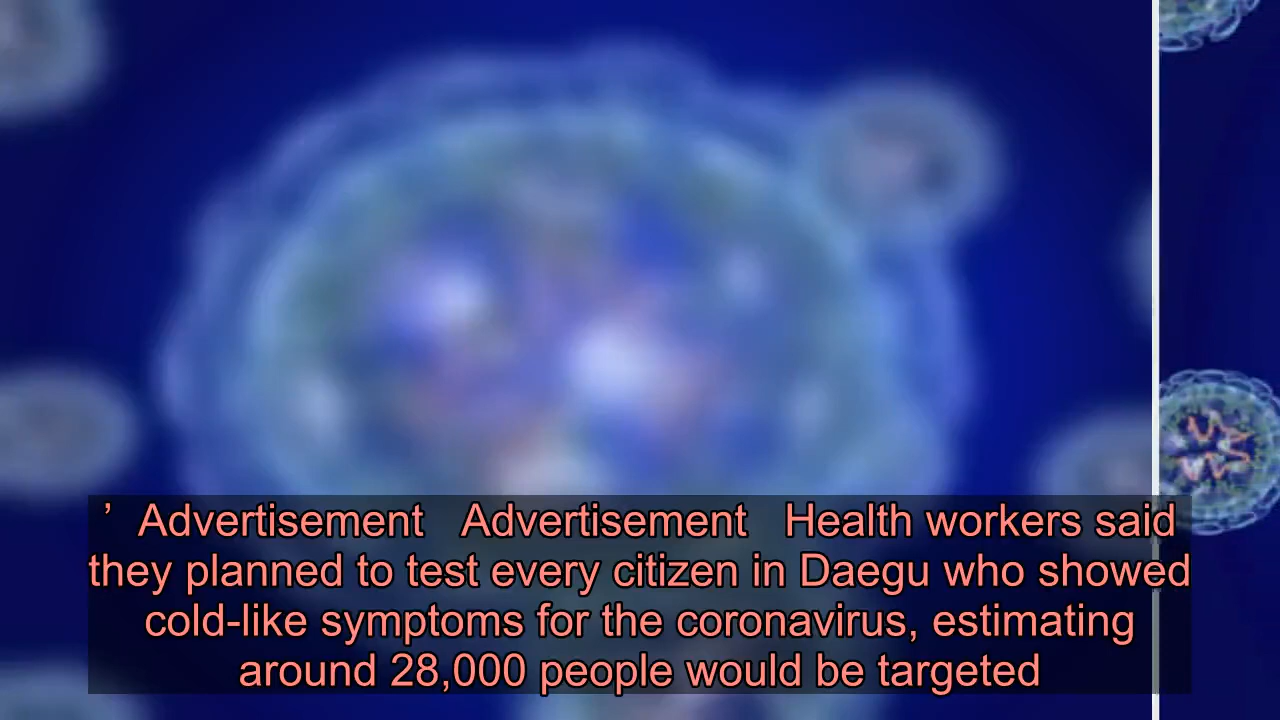 ’ Advertisement Advertisement Health workers said
they planned to test every citizen in Daegu who showed
cold-like symptoms for the coronavirus, estimating
around 28,000 people would be targeted